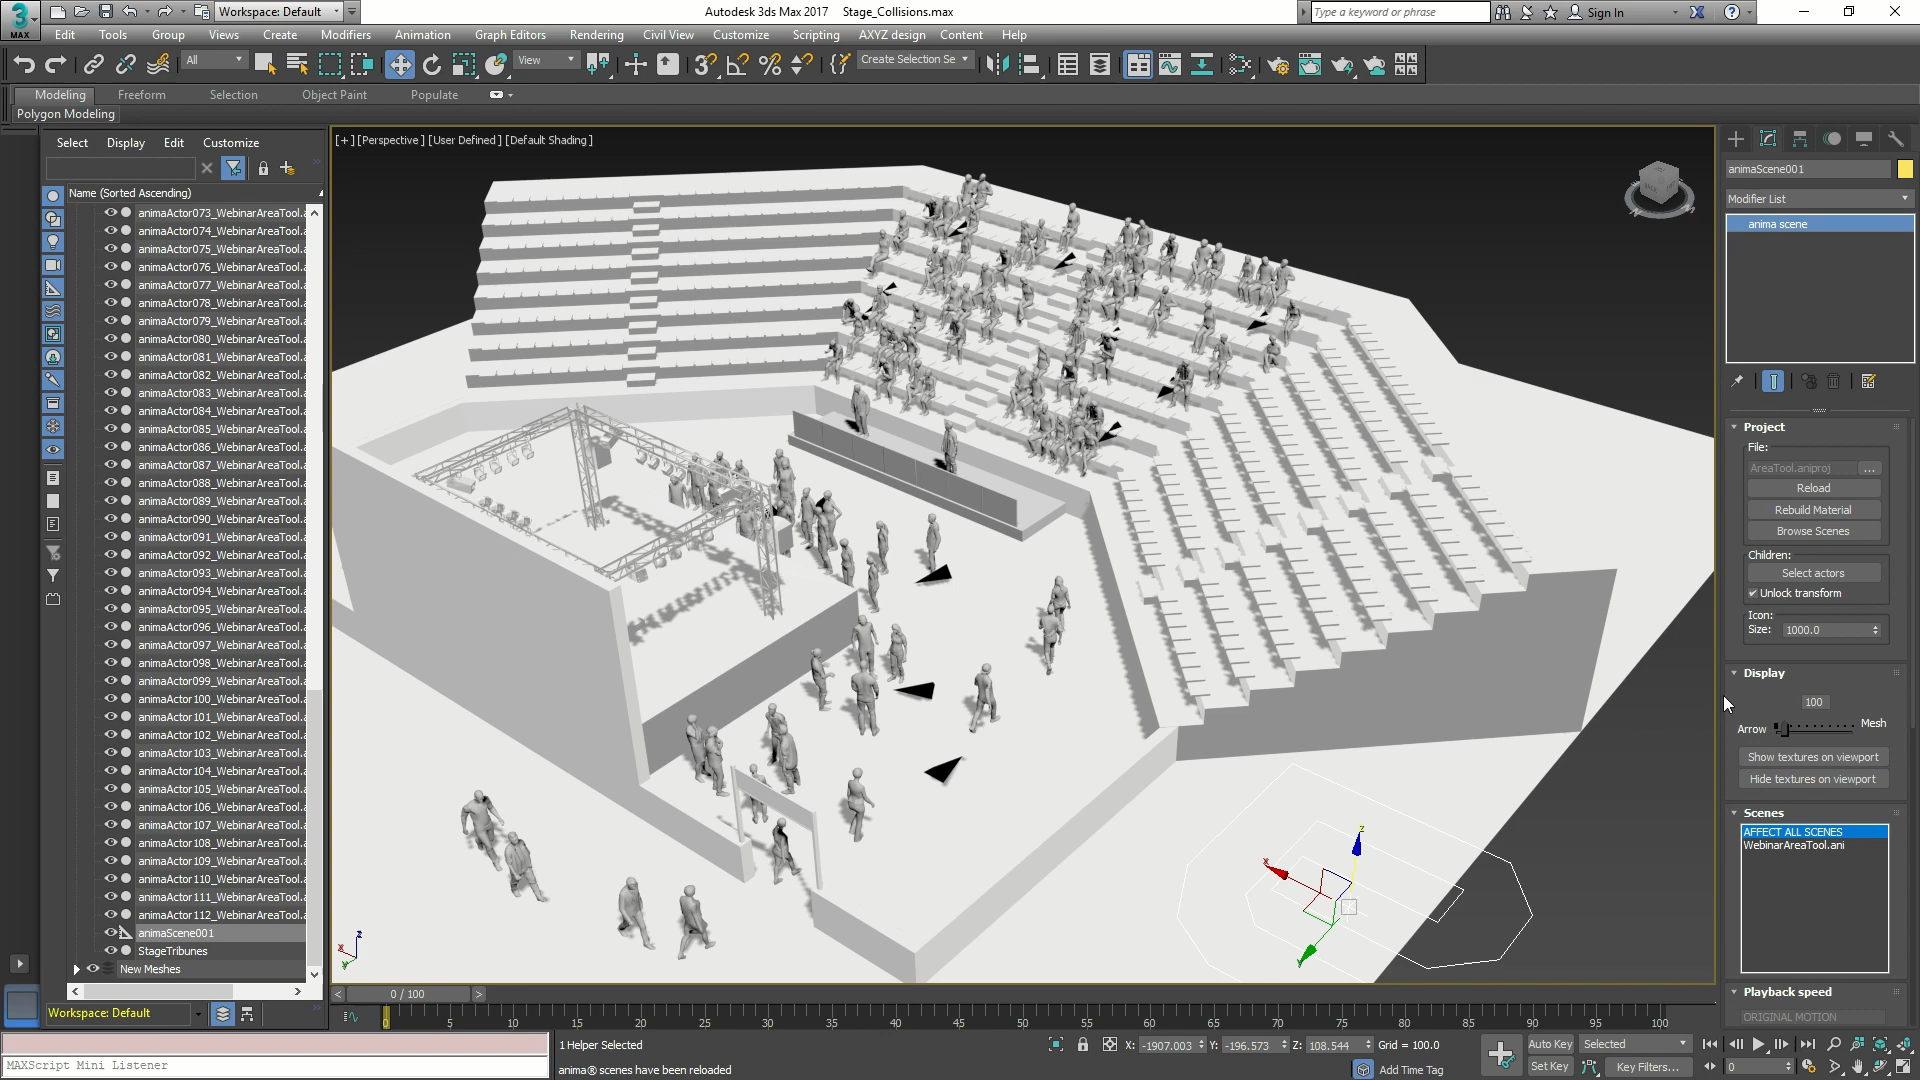 Workspace: Default
Autodesk 3ds Max 2017 Stage_Collisions.max
Type a keyword or phrase
Sign In
MAX
Edit Tools Group Views Create Modifiers Animation Graph Editors Rendering Civil View Customize Scripting AXYZ design Content Help
All
View
Create Selection Se
Modeling Freeform Selection Object Paint Populate
Polygon Modeling
Select Display Edit Customize
Name (Sorted Ascending)
animaActor073_WebinarAreaTool.a
animaActor074_WebinarAreaTool.a
animaActor075_WebinarAreaTool.a
animaActor076_WebinarAreaTool.a
animaActor077_WebinarAreaTool.a
animaActor078_WebinarAreaTool.a
animaActor079_WebinarAreaTool.a
animaActor080_WebinarAreaTool.a
animaActor081_WebinarAreaTool.a
animaActor082_WebinarAreaTool.a
animaActor083_WebinarAreaTool.a
animaActor084_WebinarAreaTool.a
animaActor085_WebinarAreaTool.a
animaActor086_WebinarAreaTool.a
animaActor087_WebinarAreaTool.a
animaActor088_WebinarAreaTool.a
animaActor089_WebinarAreaTool.a
animaActor090_WebinarAreaTool.a
animaActor091_WebinarAreaTool.a
animaActor092_WebinarAreaTool.a
animaActor093_WebinarAreaTool.a
animaActor094_WebinarAreaTool.a
animaActor095_WebinarAreaTool.a
animaActor096_WebinarAreaTool.a
animaActor097_WebinarAreaTool.a
animaActor098_WebinarAreaTool.a
animaActor099_WebinarAreaTool.a
animaActor100_WebinarAreaTool.a
animaActor101_WebinarAreaTool.a
animaActor102_WebinarAreaTool.a
animaActor103_WebinarAreaTool.a
animaActor104_WebinarAreaTool.a
animaActor105_WebinarAreaTool.a
animaActor106_WebinarAreaTool.a
animaActor107_WebinarAreaTool.a
animaActor108_WebinarAreaTool.a
animaActor109_WebinarAreaTool.a
animaActor110_WebinarAreaTool.a
animaActor111_WebinarAreaTool.a
animaActor112_WebinarAreaTool.a
animaScene001
StageTribunes
New Meshes
Workspace: Default
[+] [Perspective] [User Defined] [Default Shading]
x
y
z
x
y
z
animaScene001
Modifier List
anima scene
Project
File:
AreaTool.aniproj
...
Reload
Rebuild Material
Browse Scenes
Children:
Select actors
Unlock transform
Icon:
Size: 1000.0
Display
100
Arrow Mesh
Show textures on viewport
Hide textures on viewport
Scenes
AFFECT ALL SCENES
WebinarAreaTool.ani
Playback speed
ORIGINAL MOTION
< 0 / 100 >
0 5 10 15 20 25 30 35 40 45 50 55 60 65 70 75 80 85 90 95 100
1 Helper Selected
X: -1907.003 Y: -196.573 Z: 108.544 Grid = 100.0
Auto Key Selected
MAXScript Mini Listener
anima® scenes have been reloaded
Add Time Tag
Set Key Key Filters...
0